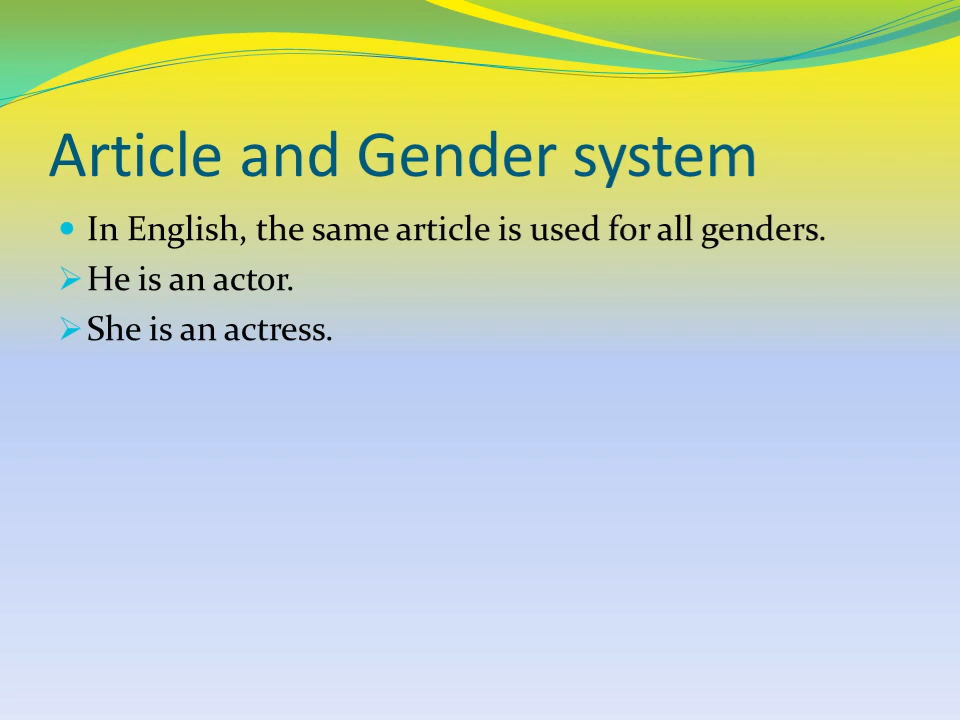 Article and Gender system
In English, the same article is used for all genders.
He is an actor.
She is an actress.